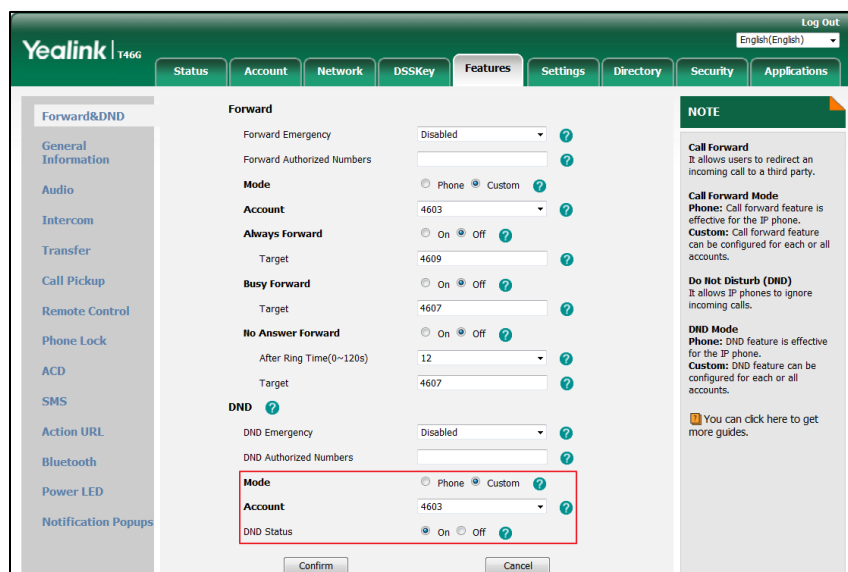 Log Out
English(English)
Yealink | T46G
Status Account Network DSSKey Features Settings Directory Security Applications
Forward&DND
General
Information
Audio
Intercom
Transfer
Call Pickup
Remote Control
Phone Lock
ACD
SMS
Action URL
Bluetooth
Power LED
Notification Popups
Forward
Forward Emergency Disabled ?
Forward Authorized Numbers ?
Mode Phone Custom ?
Account 4603 ?
Always Forward On Off ?
Target 4609 ?
Busy Forward On Off ?
Target 4607 ?
No Answer Forward On Off ?
After Ring Time(0~120s) 12 ?
Target 4607 ?
DND ?
DND Emergency Disabled ?
DND Authorized Numbers ?
Mode Phone Custom ?
Account 4603 ?
DND Status On Off ?
Confirm Cancel
NOTE
Call Forward
It allows users to redirect an
incoming call to a third party.
Call Forward Mode
Phone: Call forward feature is
effective for the IP phone.
Custom: Call forward feature
can be configured for each or all
accounts.
Do Not Disturb (DND)
It allows IP phones to ignore
incoming calls.
DND Mode
Phone: DND feature is effective
for the IP phone.
Custom: DND feature can be
configured for each or all
accounts.
? You can click here to get
more guides.